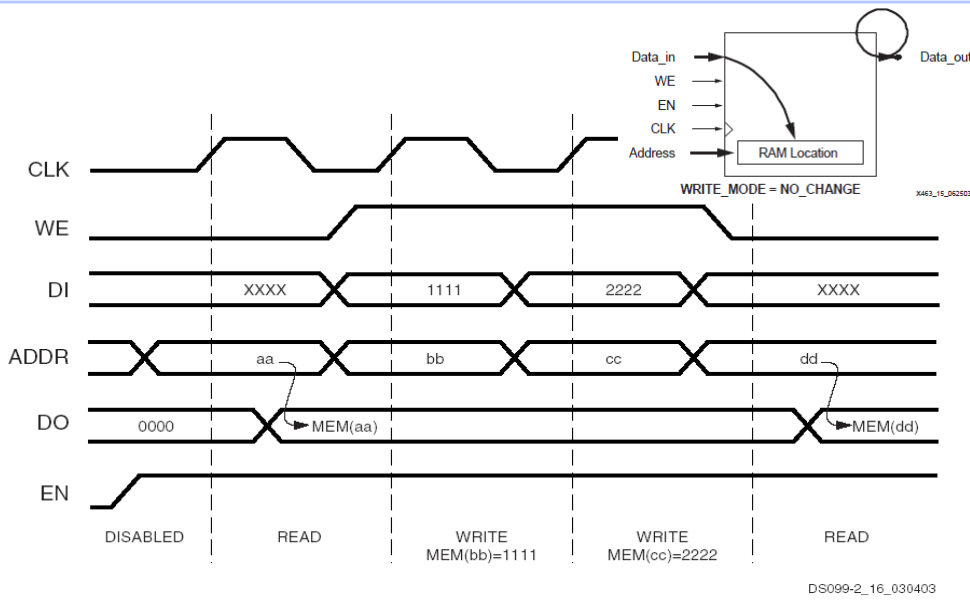 Data_in
Data_out
WE
EN
CLK
Address
RAM Location
WRITE_MODE = NO_CHANGE
X463_15_062503
CLK
WE
DI
XXXX
1111
2222
XXXX
ADDR
aa
bb
cc
dd
DO
0000
MEM(aa)
MEM(dd)
EN
DISABLED
READ
WRITE
MEM(bb)=1111
WRITE
MEM(cc)=2222
READ
DS099-2_16_030403